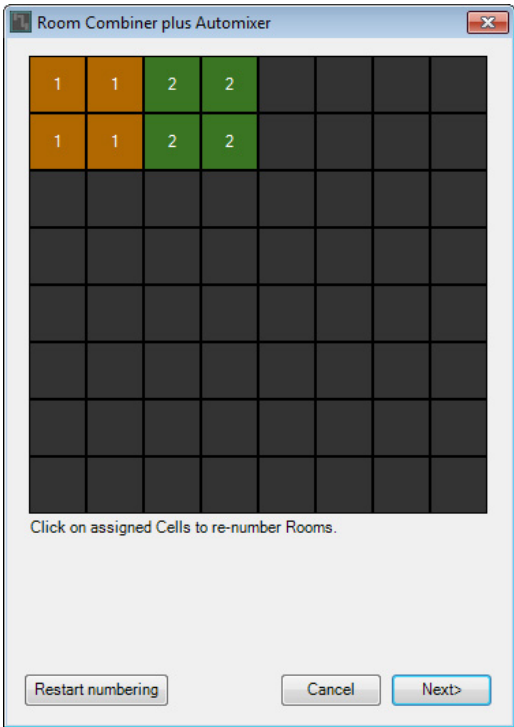 Room Combiner plus Automixer
1 1 2 2
1 1 2 2
Click on assigned Cells to re-number Rooms.
Restart numbering Cancel Next>